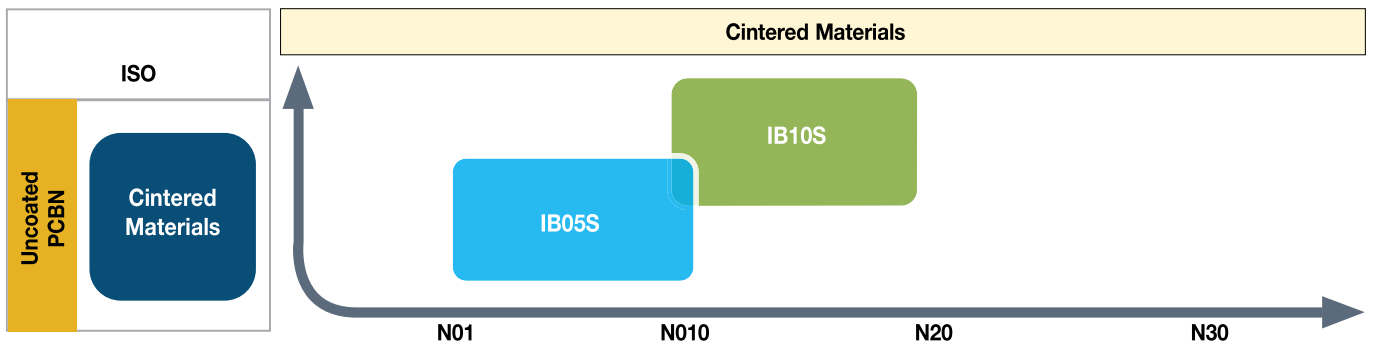 Cintered Materials
ISO
Uncoated
PCBN
Cintered
Materials
IB10S
IB05S
N01
N010
N20
N30